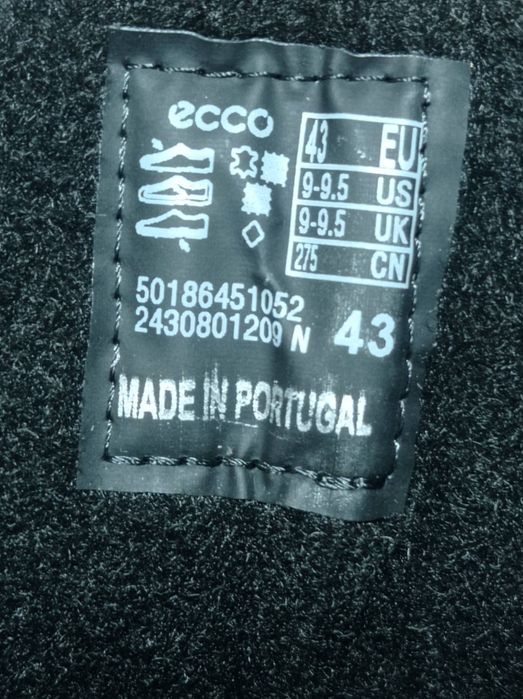 ecco
43 EU
9-9.5 US
9-9.5 UK
275 CN
50186451052
2430801209 N 43
MADE IN PORTUGAL